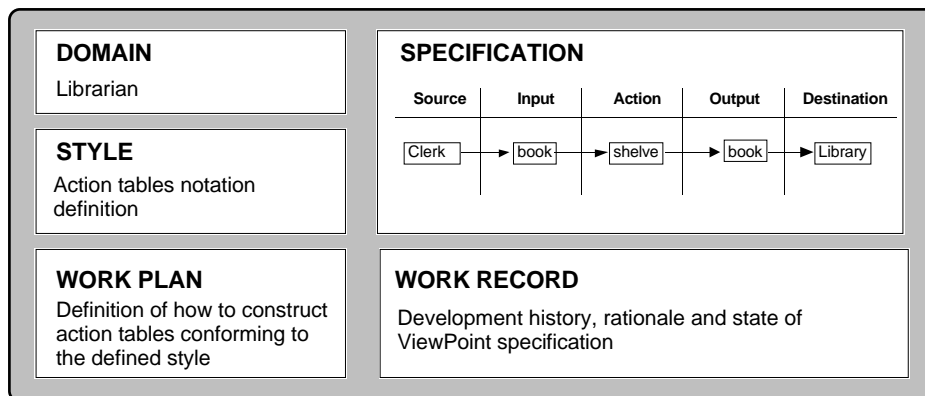 DOMAIN
Librarian
STYLE
Action tables notation
definition
WORK PLAN
Definition of how to construct
action tables conforming to
the defined style
SPECIFICATION
Source Input Action Output Destination
Clerk book shelve book Library
WORK RECORD
Development history, rationale and state of
ViewPoint specification